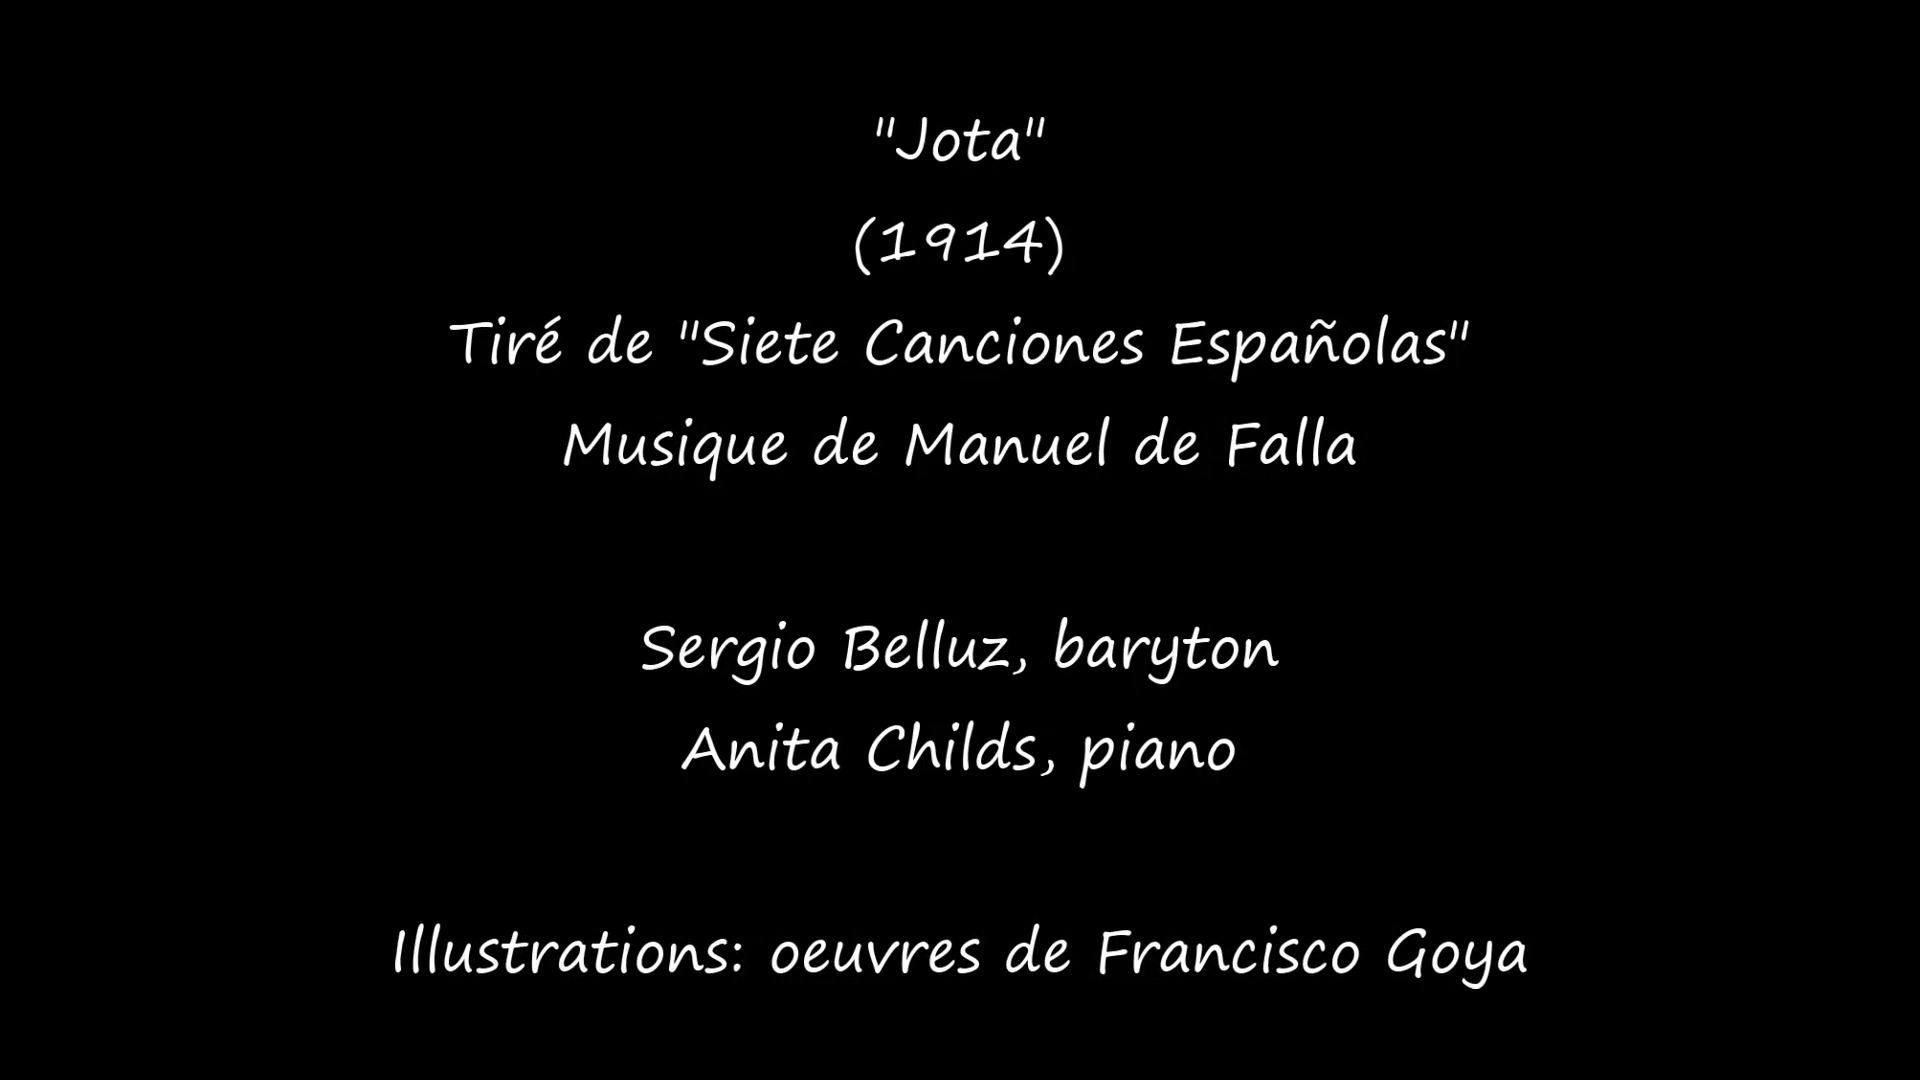 "Jota"
(1914)
Tiré de "Siete Canciones Españolas"
Musique de Manuel de Falla
Sergio Belluz, baryton
Anita Childs, piano
Illustrations: oeuvres de Francisco Goya